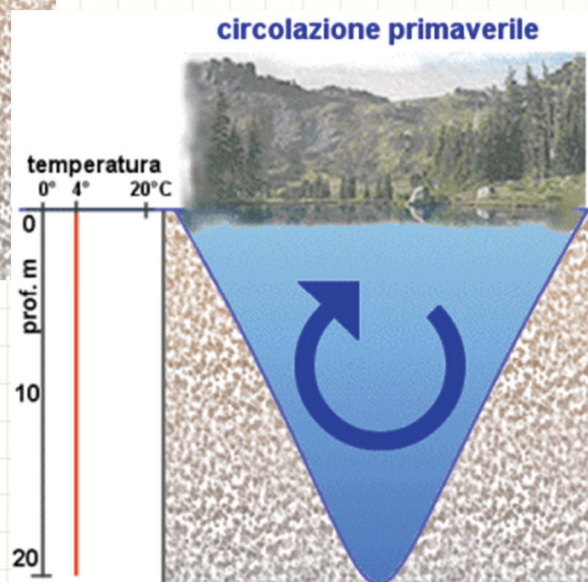 circolazione primaverile
temperatura
0° 4° 20°C
0
prof. m
10
20